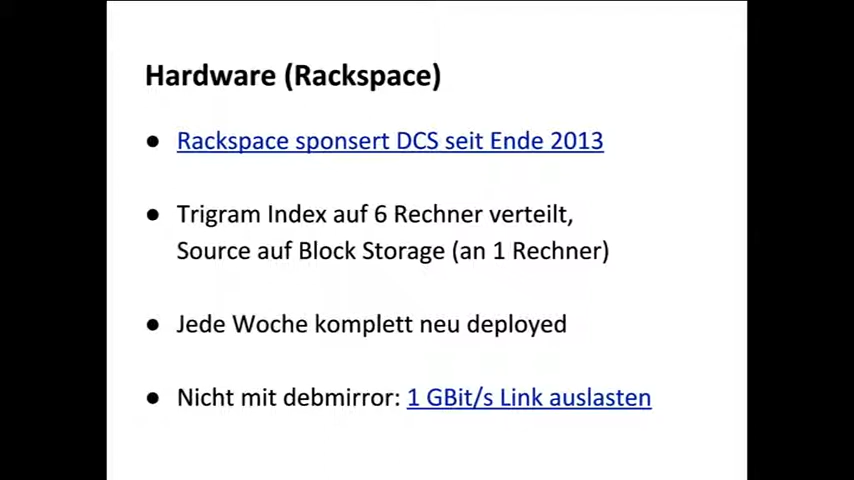 Hardware (Rackspace)
● Rackspace sponsert DCS seit Ende 2013
● Trigram Index auf 6 Rechner verteilt,
Source auf Block Storage (an 1 Rechner)
● Jede Woche komplett neu deployed
● Nicht mit debmirror: 1 GBit/s Link auslasten